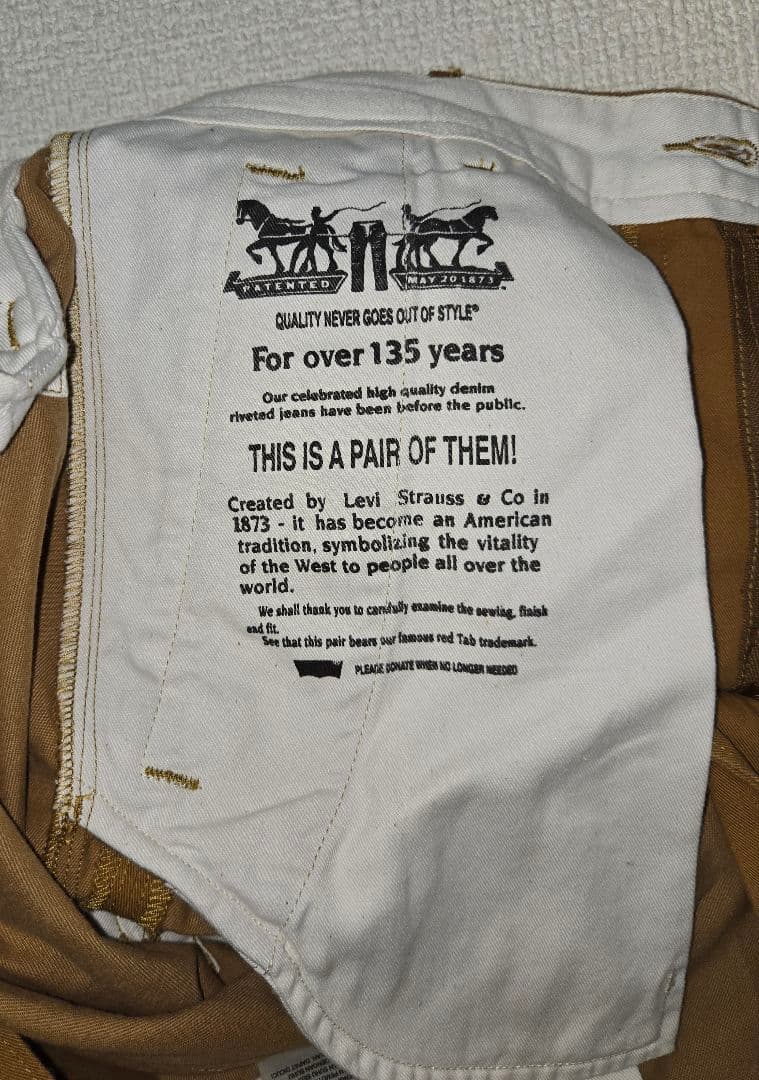 PATENTED MAY 20 1873
QUALITY NEVER GOES OUT OF STYLE®
For over 135 years
Our celebrated high quality denim
riveted jeans have been before the public.
THIS IS A PAIR OF THEM!
Created by Levi Strauss & Co in
1873 - it has become an American
tradition, symbolizing the vitality
of the West to people all over the
world.
We shall thank you to carefully examine the sewing, finish
and fit.
See that this pair bears our famous red Tab trademark.
PLEASE DONATE WHEN NO LONGER NEEDED